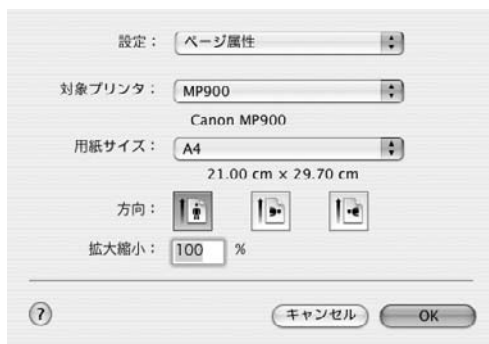 設定： ページ属性
対象プリンタ： MP900
Canon MP900
用紙サイズ： A4
21.00 cm × 29.70 cm
方向：
拡大縮小： 100 %
? キャンセル OK